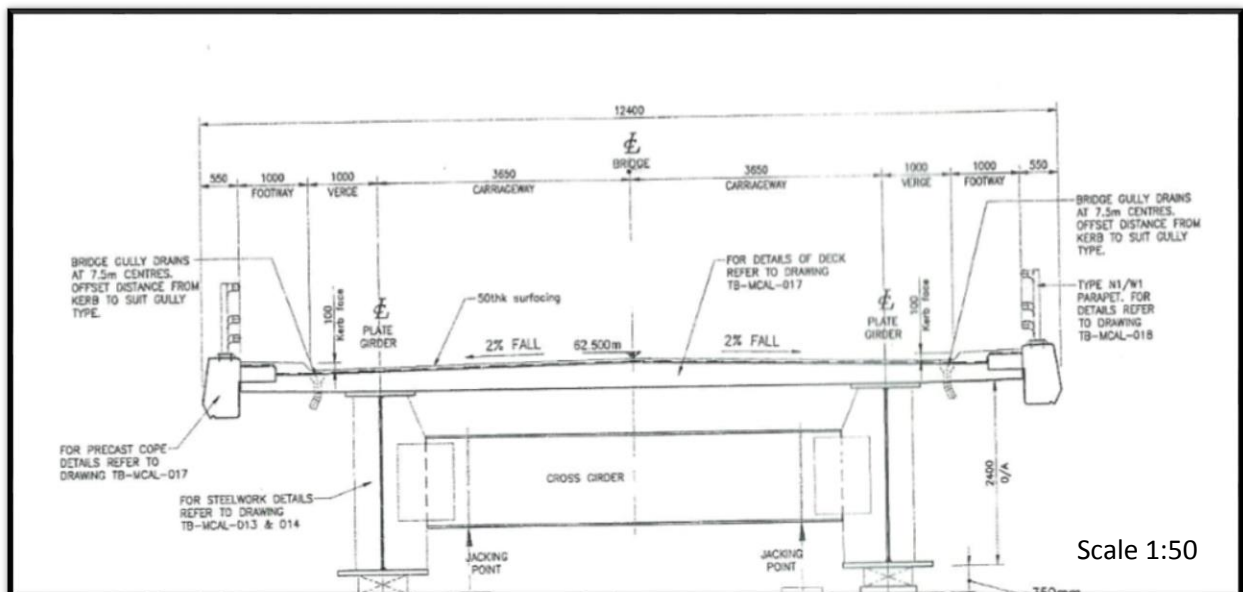 12400
℄
BRIDGE
550
1000
FOOTWAY
1000
VERGE
3650
CARRIAGEWAY
3650
CARRIAGEWAY
1000
VERGE
1000
FOOTWAY
550
BRIDGE GULLY DRAINS
AT 7.5m CENTRES.
OFFSET DISTANCE FROM
KERB TO SUIT GULLY
TYPE.
BRIDGE GULLY DRAINS
AT 7.5m CENTRES.
OFFSET DISTANCE FROM
KERB TO SUIT GULLY
TYPE.
100
Kerb face
℄
PLATE
GIRDER
50thk surfacing
FOR DETAILS OF DECK
REFER TO DRAWING
TB-MCAL-017
℄
PLATE
GIRDER
100
Kerb face
TYPE N1/W1
PARAPET. FOR
DETAILS REFER
TO DRAWING
TB-MCAL-018
2% FALL
62.500m
2% FALL
FOR PRECAST COPE
DETAILS REFER TO
DRAWING TB-MCAL-017
CROSS GIRDER
2400
O/A
FOR STEELWORK DETAILS
REFER TO DRAWING
TB-MCAL-013 & 014
JACKING
POINT
JACKING
POINT
Scale 1:50
750mm